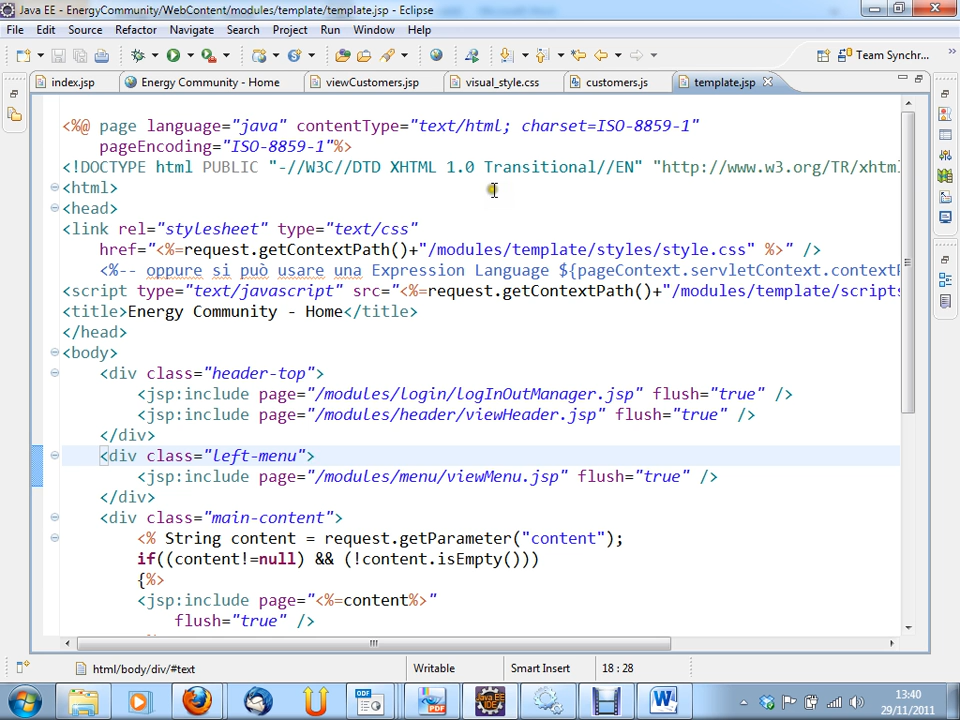 Java EE - EnergyCommunity/WebContent/modules/template/template.jsp - Eclipse
File Edit Source Refactor Navigate Search Project Run Window Help
Team Synchr...
index.jsp Energy Community - Home viewCustomers.jsp visual_style.css customers.js template.jsp
<%@ page language="java" contentType="text/html; charset=ISO-8859-1"
pageEncoding="ISO-8859-1"%>
<!DOCTYPE html PUBLIC "-//W3C//DTD XHTML 1.0 Transitional//EN" "http://www.w3.org/TR/xhtml
<html>
<head>
<link rel="stylesheet" type="text/css"
href="<%=request.getContextPath()+"/modules/template/styles/style.css" %>" />
<%-- oppure si può usare una Expression Language ${pageContext.servletContext.contextP
<script type="text/javascript" src="<%=request.getContextPath()+"/modules/template/scripts
<title>Energy Community - Home</title>
</head>
<body>
<div class="header-top">
<jsp:include page="/modules/login/logInOutManager.jsp" flush="true" />
<jsp:include page="/modules/header/viewHeader.jsp" flush="true" />
</div>
<div class="left-menu">
<jsp:include page="/modules/menu/viewMenu.jsp" flush="true" />
</div>
<div class="main-content">
<% String content = request.getParameter("content");
if((content!=null) && (!content.isEmpty()))
{%>
<jsp:include page="<%=content%>"
flush="true" />
html/body/div/#text Writable Smart Insert 18 : 28
13:40
29/11/2011